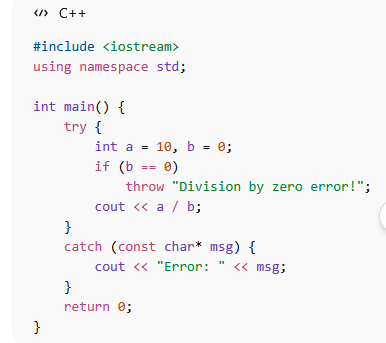 </> C++
#include <iostream>
using namespace std;
int main() {
    try {
        int a = 10, b = 0;
        if (b == 0)
            throw "Division by zero error!";
        cout << a / b;
    }
    catch (const char* msg) {
        cout << "Error: " << msg;
    }
    return 0;
}